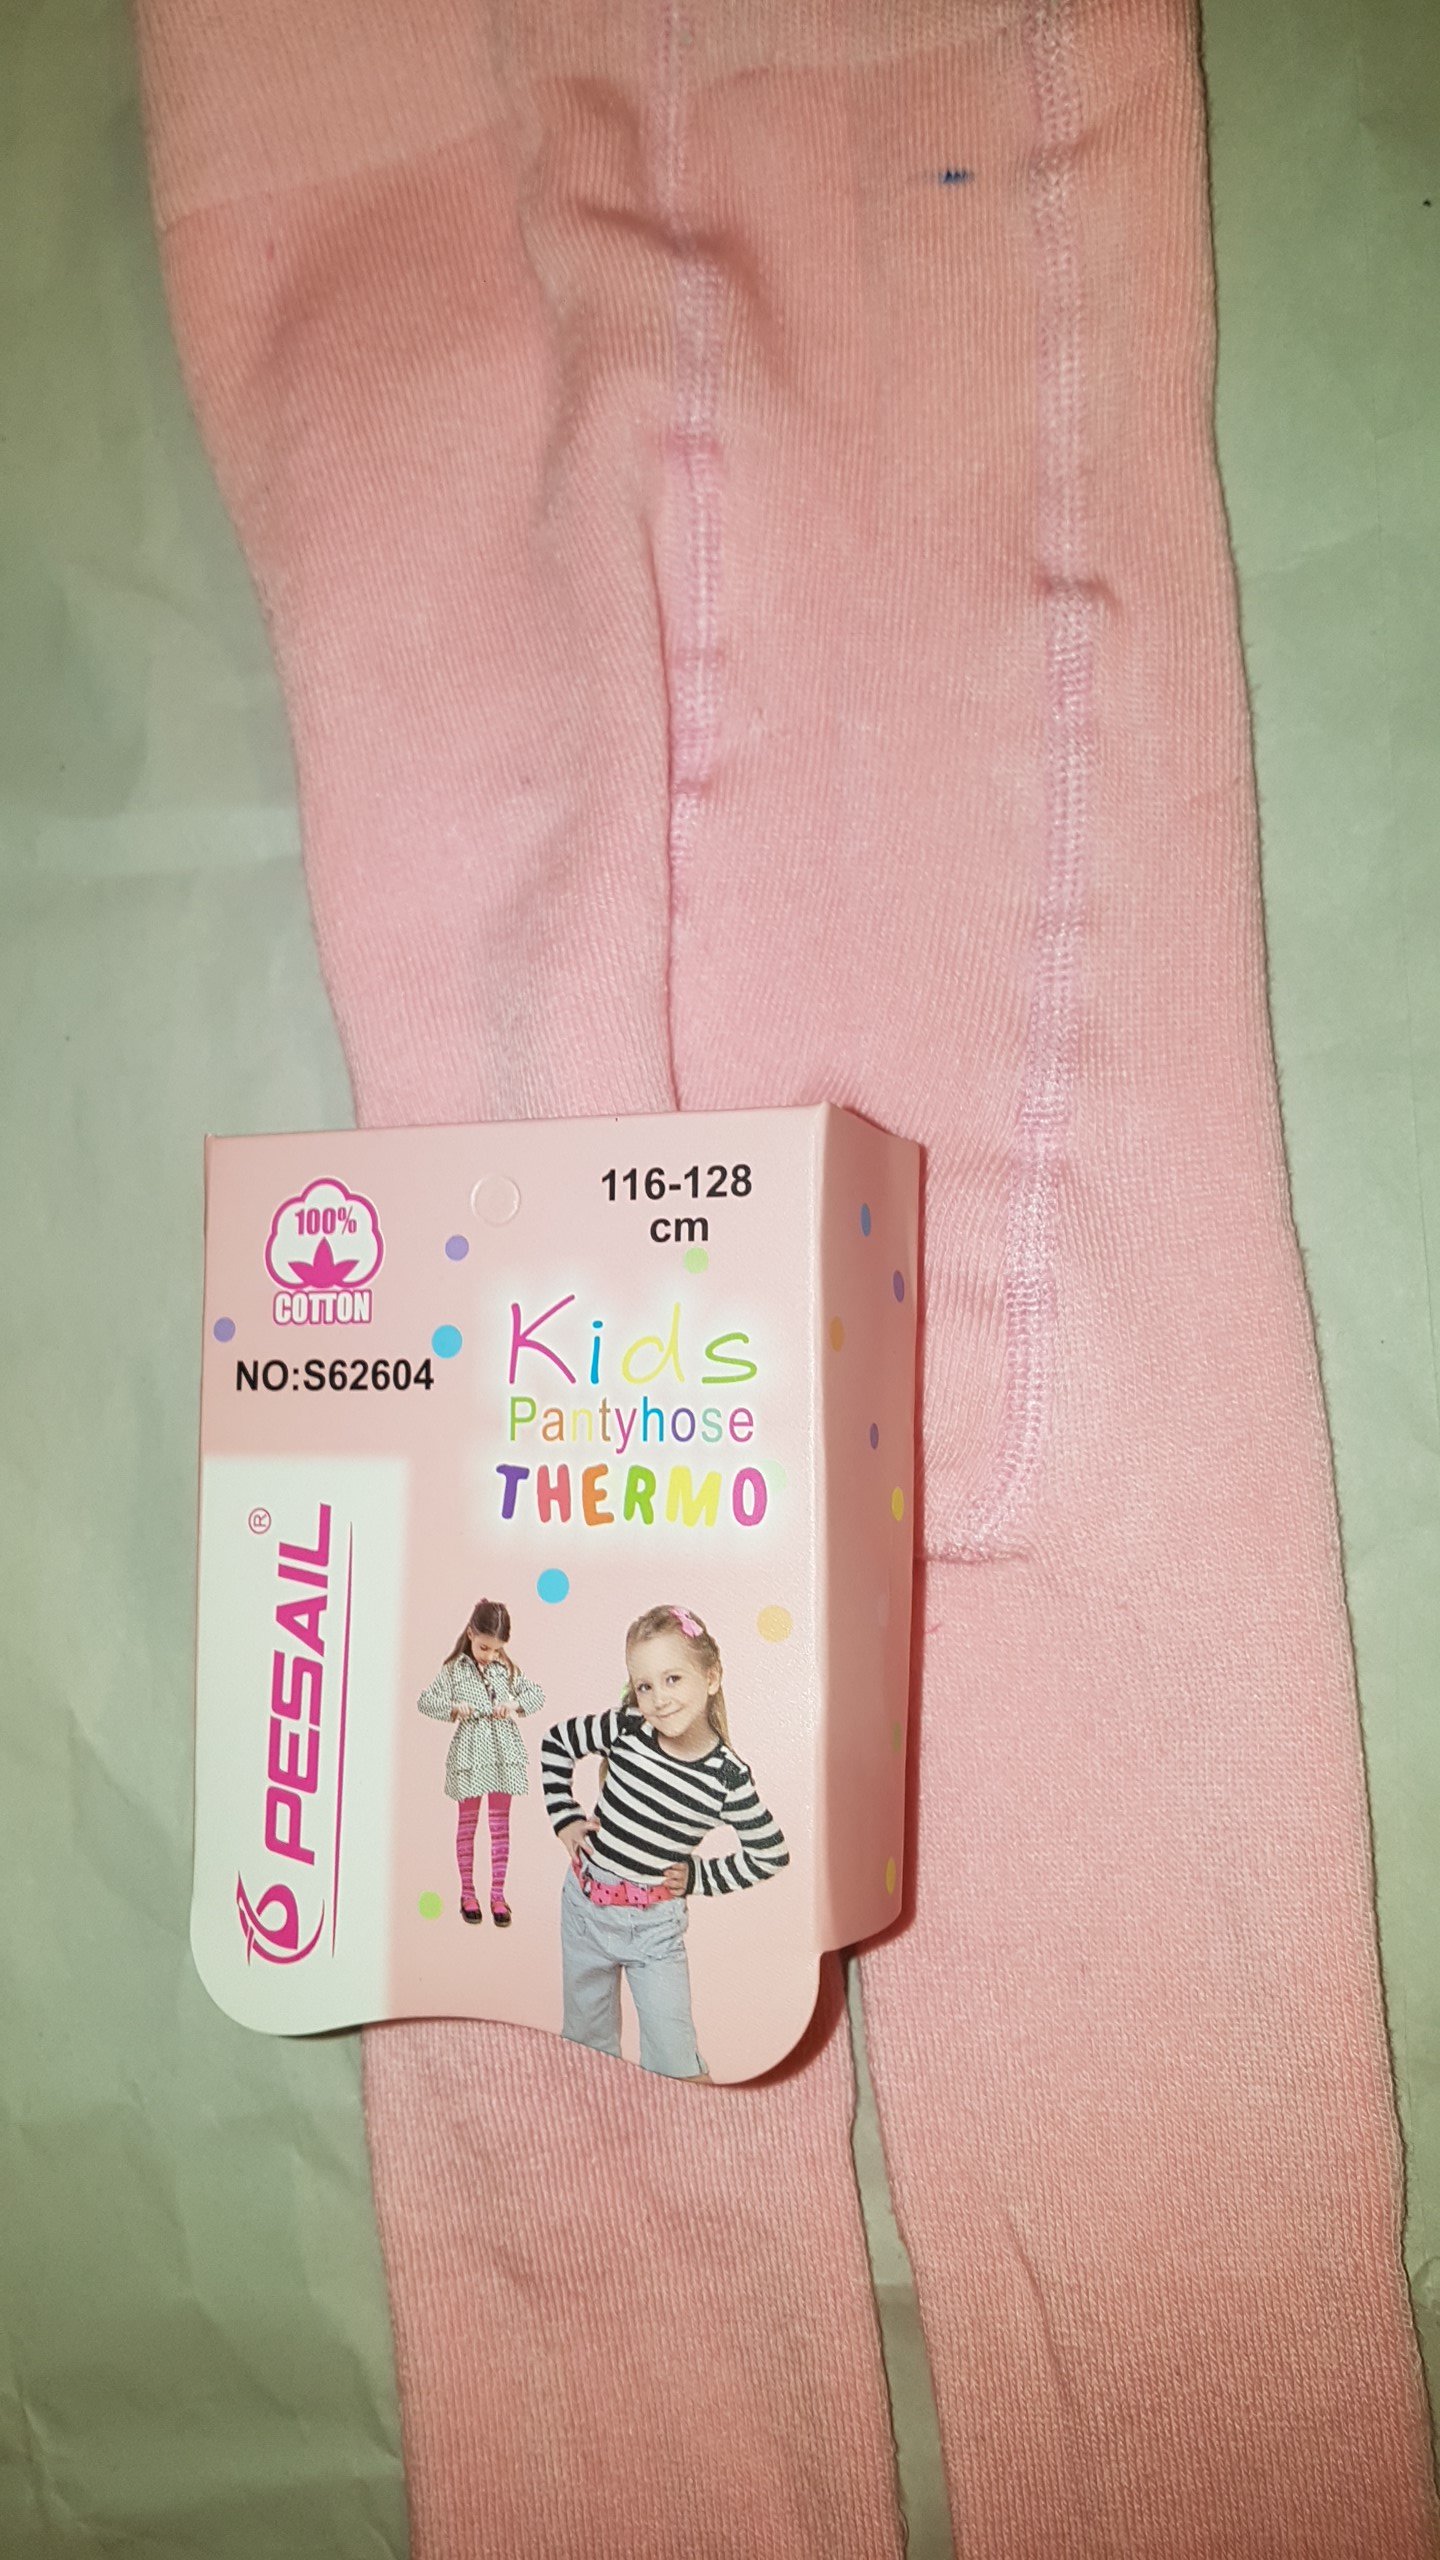 100%
COTTON
116-128
cm
NO:S62604
Kids
Pantyhose
THERMO
PESAIL®